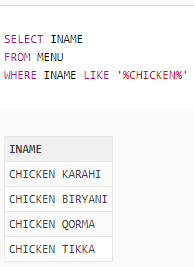 SELECT INAME
FROM MENU
WHERE INAME LIKE '%CHICKEN%'
INAME
CHICKEN KARAHI
CHICKEN BIRYANI
CHICKEN QORMA
CHICKEN TIKKA